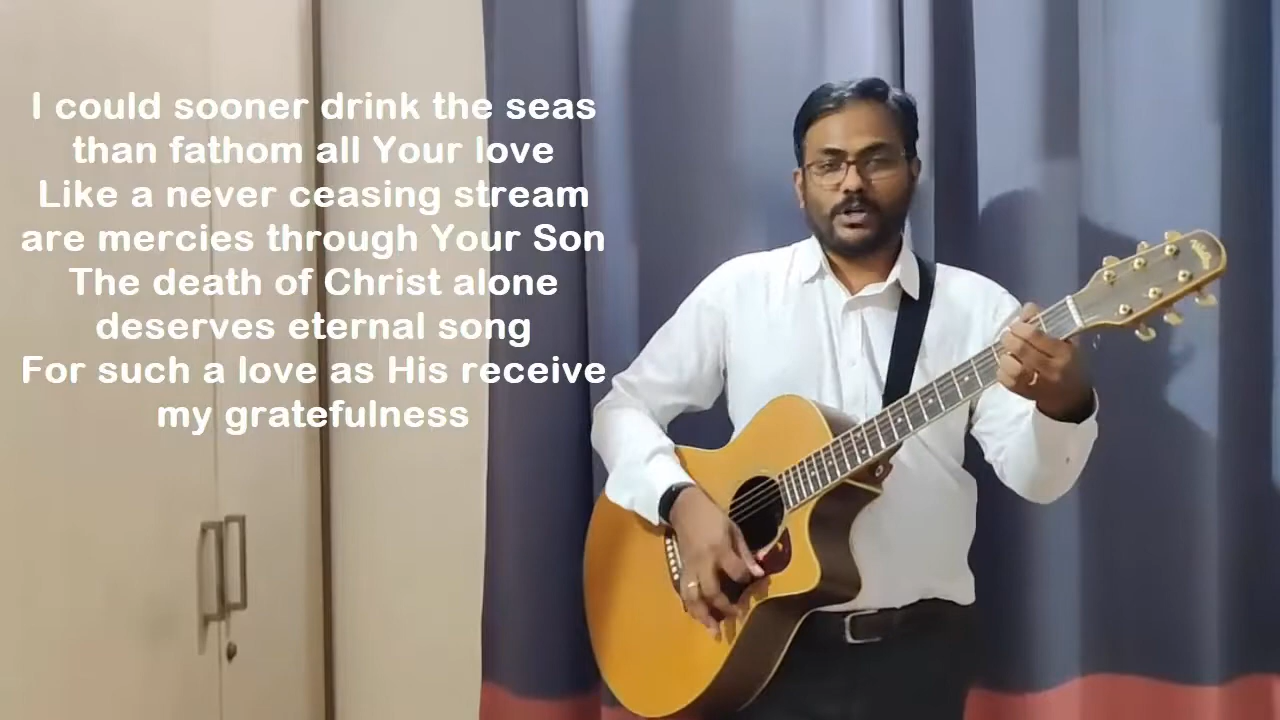 I could sooner drink the seas
than fathom all Your love
Like a never ceasing stream
are mercies through Your Son
The death of Christ alone
deserves eternal song
For such a love as His receive
my gratefulness